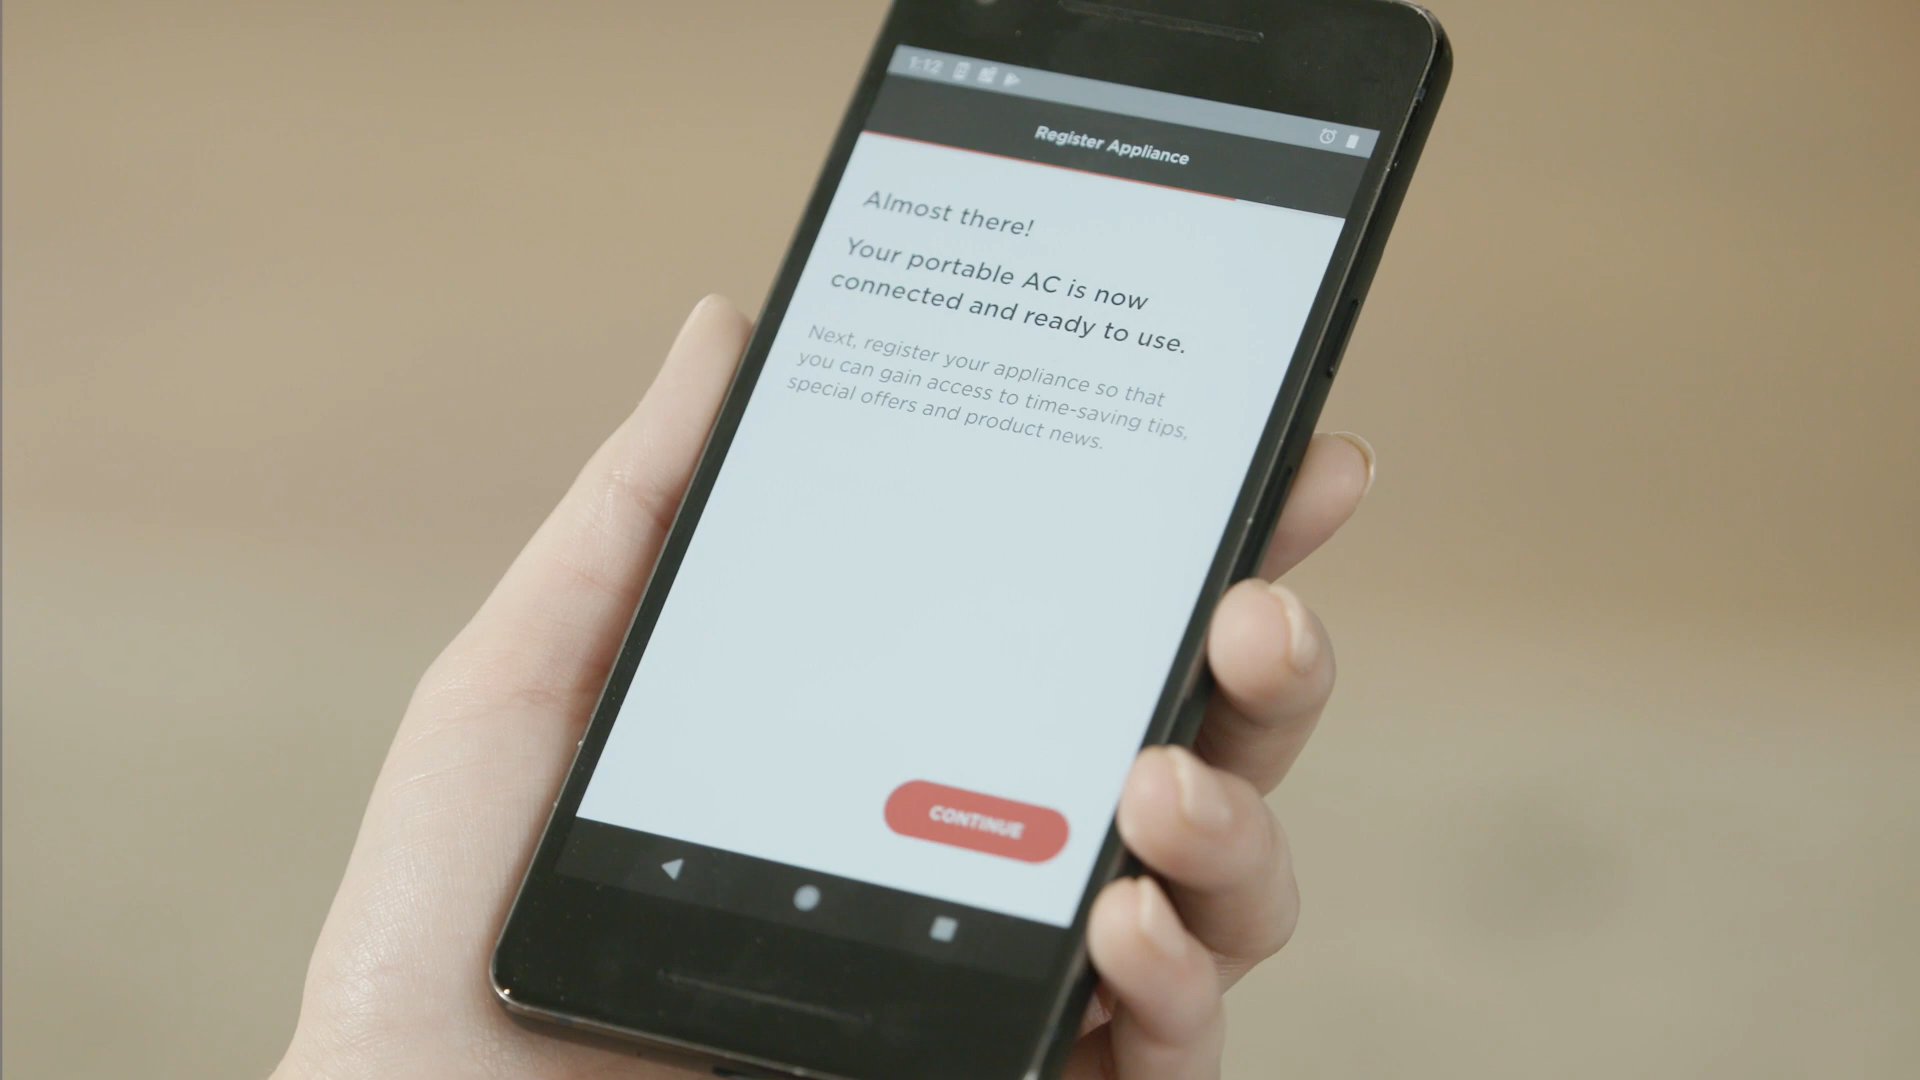 1:12
Register Appliance
Almost there!
Your portable AC is now
connected and ready to use.
Next, register your appliance so that
you can gain access to time-saving tips,
special offers and product news.
CONTINUE